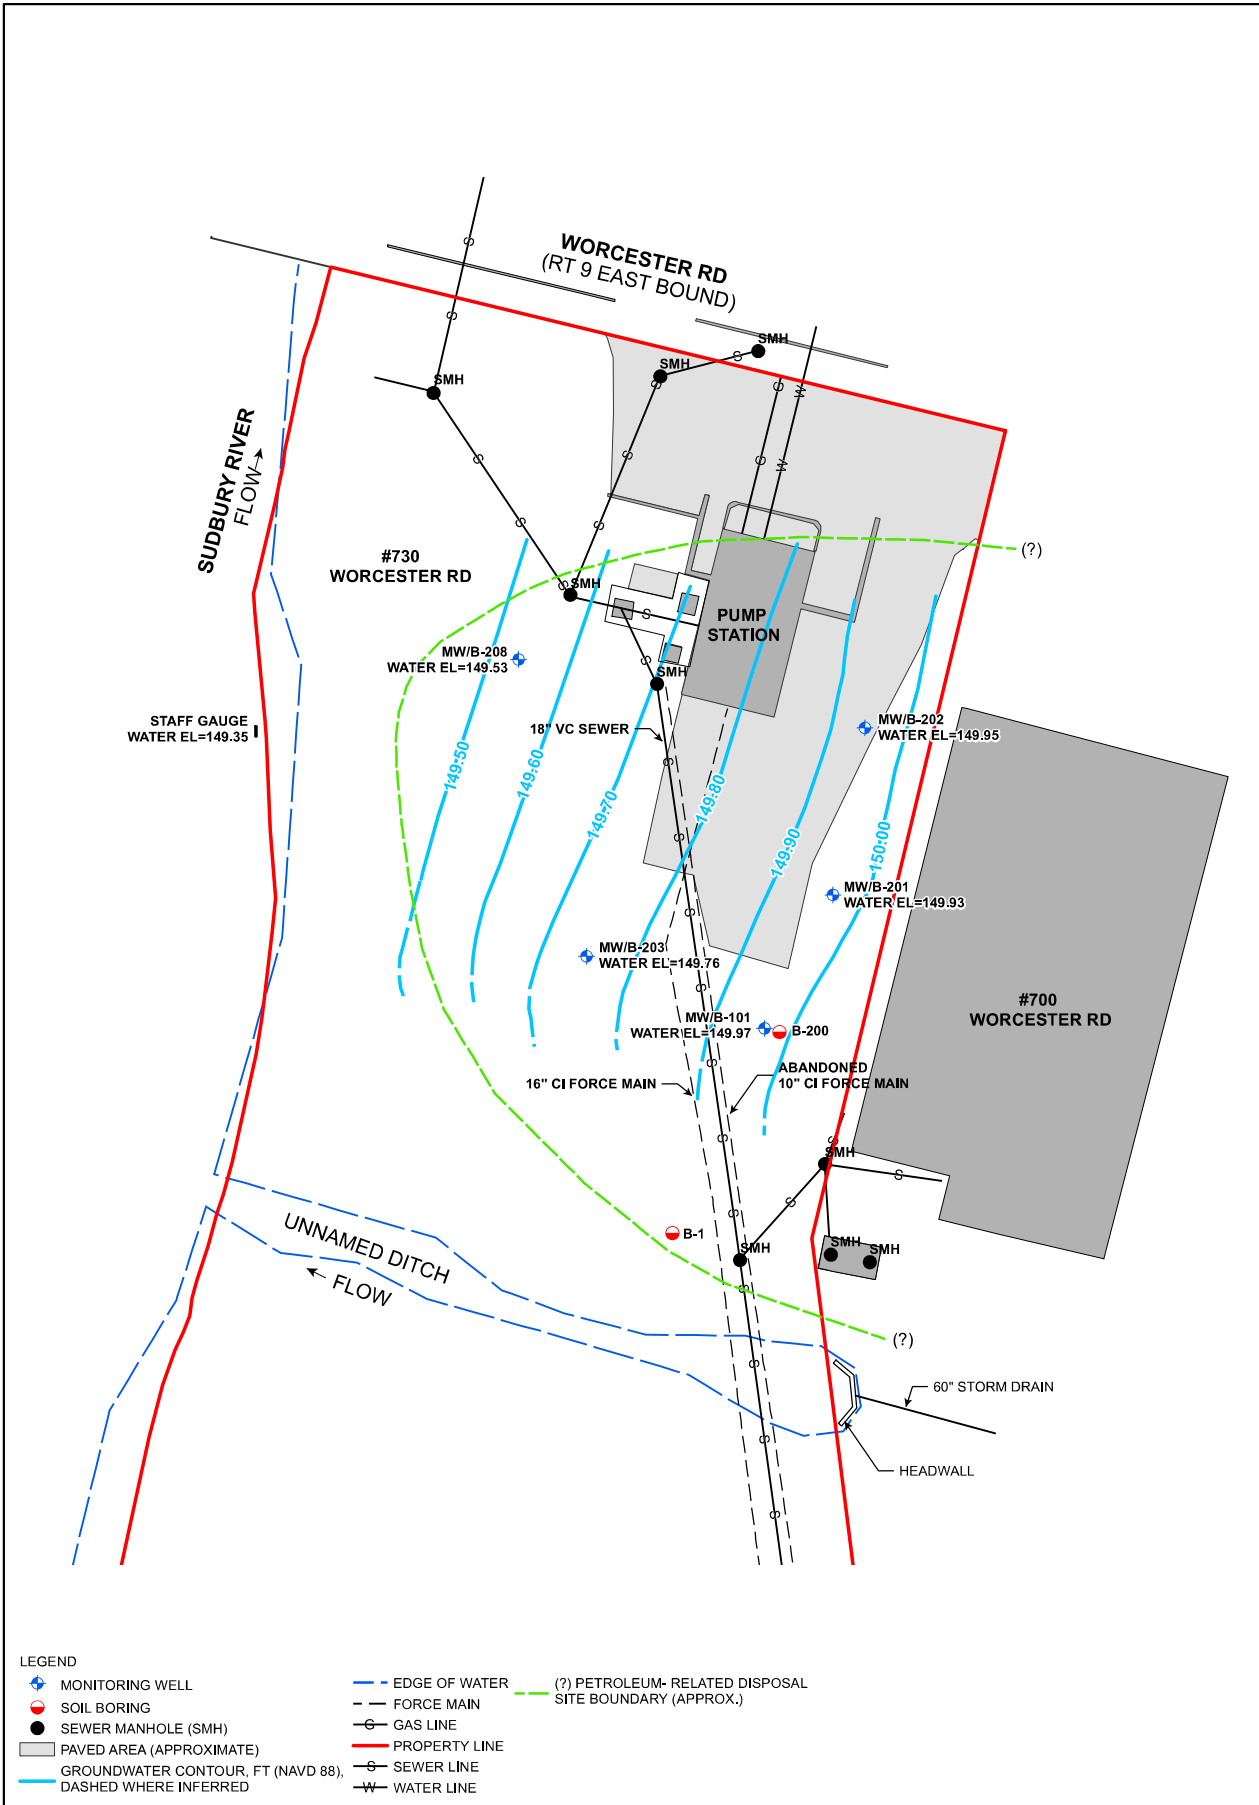 WORCESTER RD
(RT 9 EAST BOUND)
S
S
SMH
S
SMH
S
SMH
G
W
SUDBURY RIVER
FLOW
S
S
G
W
S
S
#730
WORCESTER RD
(?)
S
SMH
S
PUMP
STATION
MW/B-208
WATER EL=149.53
S
SMH
STAFF GAUGE
WATER EL=149.35
18" VC SEWER
MW/B-202
WATER EL=149.95
149.50
149.60
S
149.70
149.80
149.90
150.00
S
MW/B-201
WATER EL=149.93
S
MW/B-203
WATER EL=149.76
S
#700
WORCESTER RD
MW/B-101
WATER EL=149.97
B-200
S
16" CI FORCE MAIN
ABANDONED
10" CI FORCE MAIN
S
S
SMH
S
S
S
UNNAMED DITCH
FLOW
B-1
SMH
SMH
SMH
S
(?)
S
60" STORM DRAIN
S
HEADWALL
S
LEGEND
MONITORING WELL
SOIL BORING
SEWER MANHOLE (SMH)
PAVED AREA (APPROXIMATE)
GROUNDWATER CONTOUR, FT (NAVD 88),
DASHED WHERE INFERRED
EDGE OF WATER
FORCE MAIN
G GAS LINE
PROPERTY LINE
S SEWER LINE
W WATER LINE
(?) PETROLEUM- RELATED DISPOSAL
SITE BOUNDARY (APPROX.)